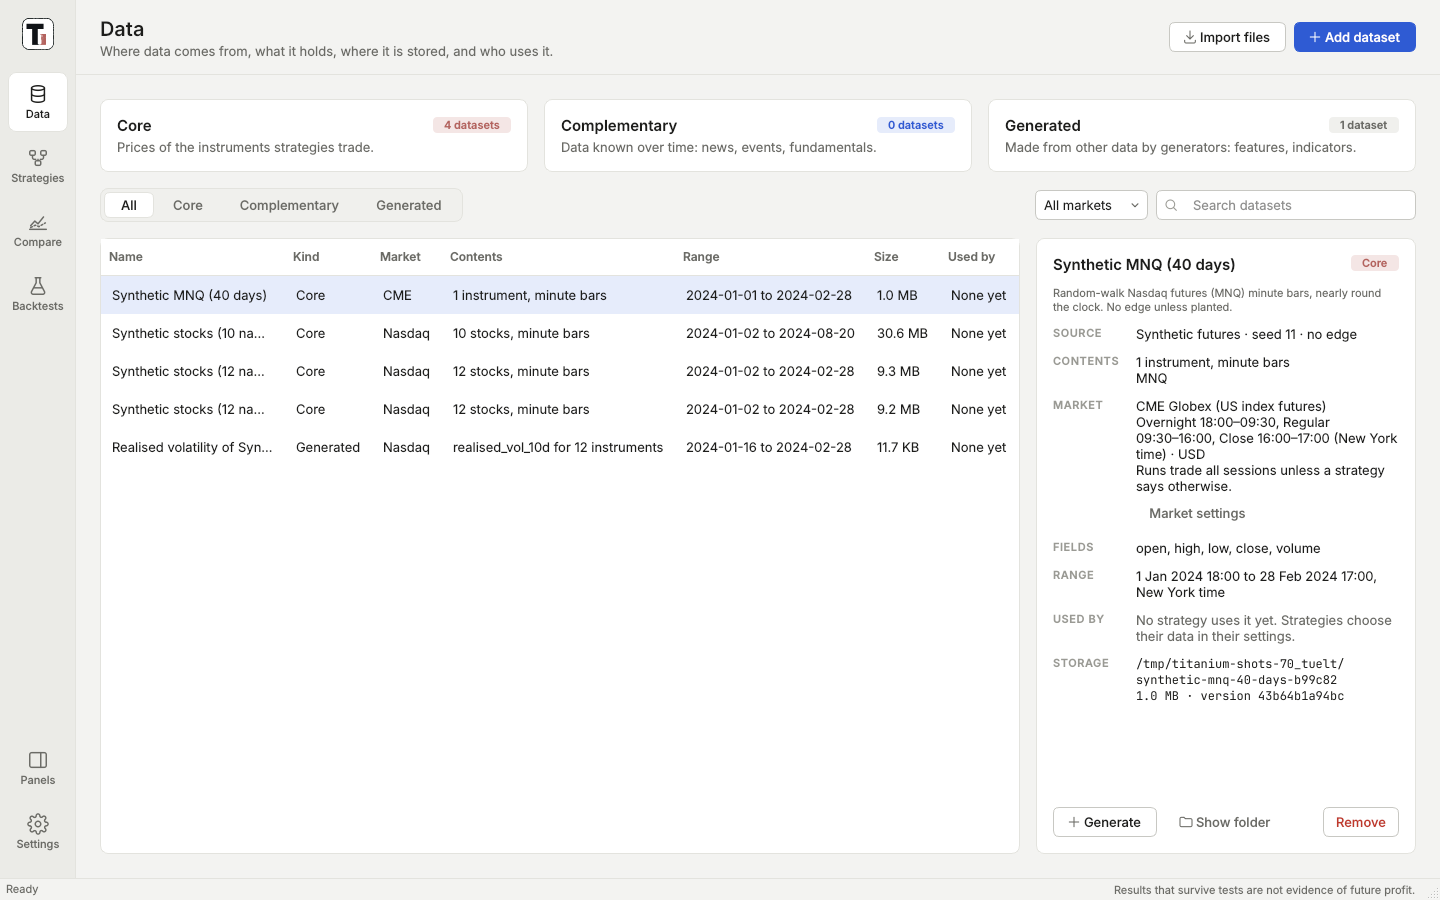 Ti
Data
Where data comes from, what it holds, where it is stored, and who uses it.
Import files
Add dataset
Data
Strategies
Compare
Backtests
Panels
Settings
Core
4 datasets
Prices of the instruments strategies trade.
Complementary
0 datasets
Data known over time: news, events, fundamentals.
Generated
1 dataset
Made from other data by generators: features, indicators.
All Core Complementary Generated
All markets
Search datasets
Name Kind Market Contents Range Size Used by
Synthetic MNQ (40 days) Core CME 1 instrument, minute bars 2024-01-01 to 2024-02-28 1.0 MB None yet
Synthetic stocks (10 na... Core Nasdaq 10 stocks, minute bars 2024-01-02 to 2024-08-20 30.6 MB None yet
Synthetic stocks (12 na... Core Nasdaq 12 stocks, minute bars 2024-01-02 to 2024-02-28 9.3 MB None yet
Synthetic stocks (12 na... Core Nasdaq 12 stocks, minute bars 2024-01-02 to 2024-02-28 9.2 MB None yet
Realised volatility of Syn... Generated Nasdaq realised_vol_10d for 12 instruments 2024-01-16 to 2024-02-28 11.7 KB None yet
Synthetic MNQ (40 days)
Core
Random-walk Nasdaq futures (MNQ) minute bars, nearly round
the clock. No edge unless planted.
SOURCE Synthetic futures · seed 11 · no edge
CONTENTS 1 instrument, minute bars
MNQ
MARKET CME Globex (US index futures)
Overnight 18:00–09:30, Regular
09:30–16:00, Close 16:00–17:00 (New York
time) · USD
Runs trade all sessions unless a strategy
says otherwise.
Market settings
FIELDS open, high, low, close, volume
RANGE 1 Jan 2024 18:00 to 28 Feb 2024 17:00,
New York time
USED BY No strategy uses it yet. Strategies choose
their data in their settings.
STORAGE /tmp/titanium-shots-70_tuelt/
synthetic-mnq-40-days-b99c82
1.0 MB · version 43b64b1a94bc
Generate
Show folder
Remove
Ready
Results that survive tests are not evidence of future profit.